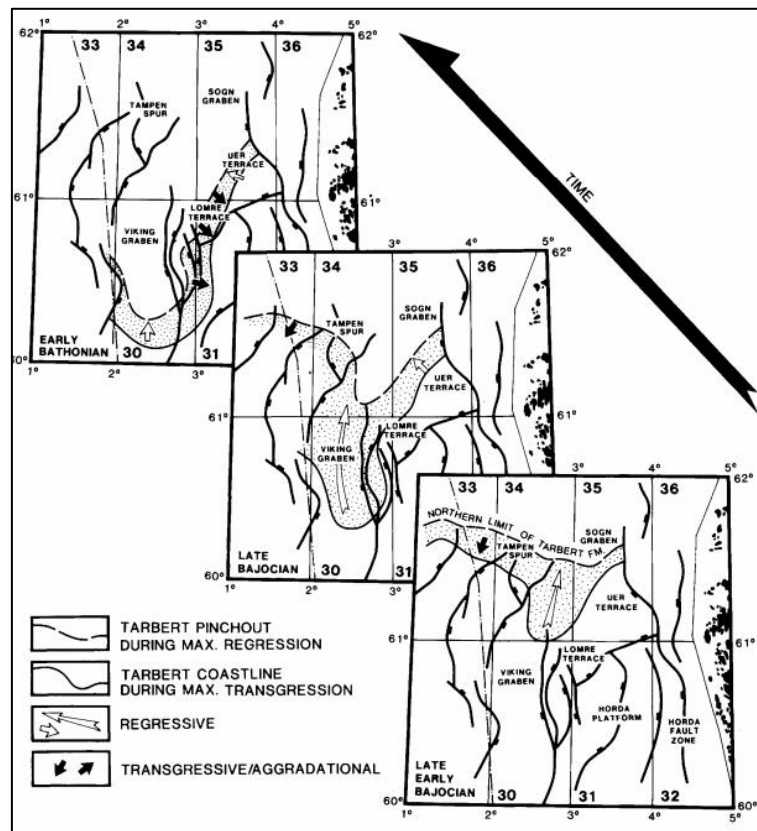 62°
33 34 35 36
SOGN
GRABEN
TAMPEN
SPUR
UER
TERRACE
61°
61°
LOMRE
TERRACE
VIKING
GRABEN
60°
EARLY
BATHONIAN
30 31
1° 2° 3° 4° 5°
62°
TIME
1° 2° 3° 4° 5°
33 34 35 36
SOGN
GRABEN
TAMPEN
SPUR
UER
TERRACE
61°
61°
LOMRE
TERRACE
VIKING
GRABEN
LATE
BAJOCIAN
30 31
60°
1° 2° 3° 4° 5°
62°
62°
33 34 35 36
NORTHERN LIMIT OF TARBERT FM.
SOGN
GRABEN
TAMPEN
SPUR
UER
TERRACE
61°
61°
LOMRE
TERRACE
VIKING
GRABEN
HORDA
PLATFORM
HORDA
FAULT
ZONE
LATE
EARLY
BAJOCIAN
30 31 32
60°
60°
1° 2° 3° 4° 5°
TARBERT PINCHOUT
DURING MAX. REGRESSION
TARBERT COASTLINE
DURING MAX. TRANSGRESSION
REGRESSIVE
TRANSGRESSIVE/AGGRADATIONAL